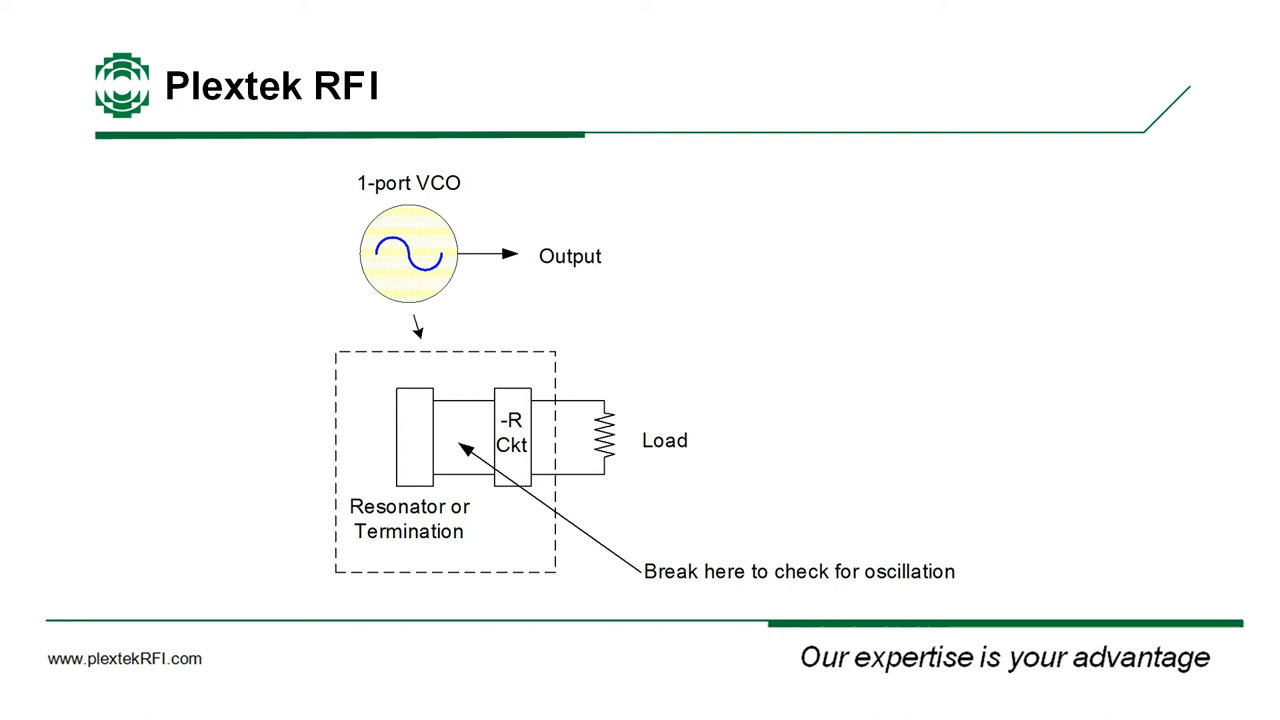 Plextek RFI
1-port VCO
Output
-R
Ckt
Load
Resonator or
Termination
Break here to check for oscillation
www.plextekRFI.com
Our expertise is your advantage